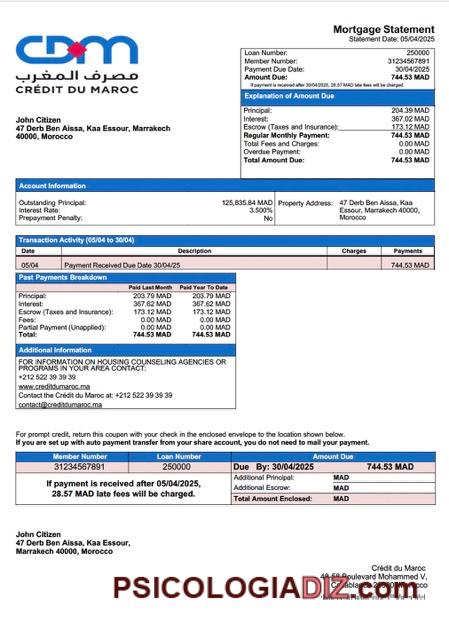 Mortgage Statement
Statement Date: 05/04/2025
CDM
مصرف المغرب
CRÉDIT DU MAROC
Loan Number: 250000
Member Number: 31234567891
Payment Due Date: 30/04/2025
Amount Due: 744.53 MAD
If payment is received after 30/04/2025, 28.57 MAD late fees will be charged.
Explanation of Amount Due
Principal: 204.39 MAD
Interest: 367.02 MAD
Escrow (Taxes and Insurance): 173.12 MAD
Regular Monthly Payment: 744.53 MAD
Total Fees and Charges: 0.00 MAD
Overdue Payment: 0.00 MAD
Total Amount Due: 744.53 MAD
John Citizen
47 Derb Ben Aissa, Kaa Essour, Marrakech
40000, Morocco
Account Information
Outstanding Principal: 125,835.84 MAD
Interest Rate: 3.500%
Prepayment Penalty: No
Property Address: 47 Derb Ben Aissa, Kaa
Essour, Marrakech 40000,
Morocco
Transaction Activity (05/04 to 30/04)
Date Description Charges Payments
05/04 Payment Received Due Date 30/04/25 744.53 MAD
Past Payments Breakdown
Paid Last Month Paid Year To Date
Principal: 203.79 MAD 203.79 MAD
Interest: 367.62 MAD 367.62 MAD
Escrow (Taxes and Insurance): 173.12 MAD 173.12 MAD
Fees: 0.00 MAD 0.00 MAD
Partial Payment (Unapplied): 0.00 MAD 0.00 MAD
Total: 744.53 MAD 744.53 MAD
Additional Information
FOR INFORMATION ON HOUSING COUNSELING AGENCIES OR
PROGRAMS IN YOUR AREA CONTACT:
+212 522 39 39 39
www.creditdumaroc.ma
Contact the Crédit du Maroc at: +212 522 39 39 39
contact@creditdumaroc.ma
For prompt credit, return this coupon with your check in the enclosed envelope to the location shown below.
If you are set up with auto payment transfer from your share account, you do not need to mail your payment.
Member Number Loan Number Amount Due
31234567891 250000 Due By: 30/04/2025 744.53 MAD
If payment is received after 05/04/2025,
28.57 MAD late fees will be charged.
Additional Principal: MAD
Additional Escrow: MAD
Total Amount Enclosed: MAD
John Citizen
47 Derb Ben Aissa, Kaa Essour,
Marrakech 40000, Morocco
Crédit du Maroc
Boulevard Mohammed V,
PSICOLOGIADIZ.com